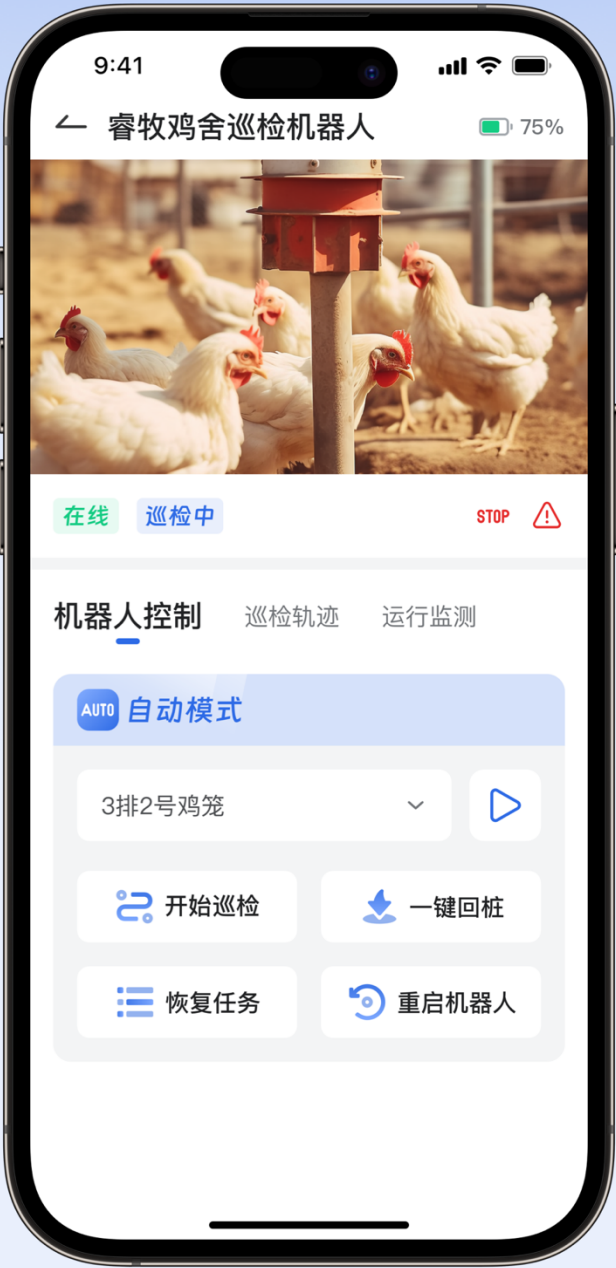 9:41
睿牧鸡舍巡检机器人
75%
在线
巡检中
STOP
机器人控制
巡检轨迹
运行监测
AUTO
自动模式
3排2号鸡笼
开始巡检
一键回桩
恢复任务
重启机器人